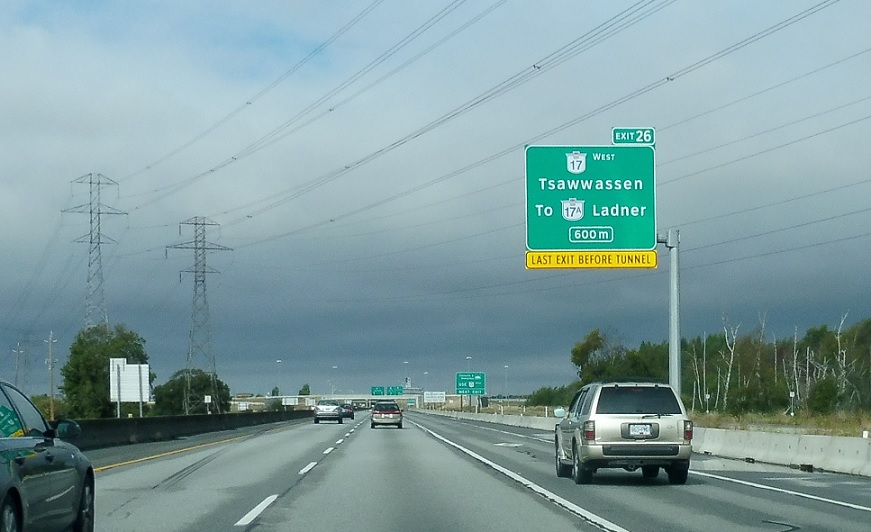 EXIT 26
17 WEST
Tsawwassen
To 17A Ladner
600 m
LAST EXIT BEFORE TUNNEL